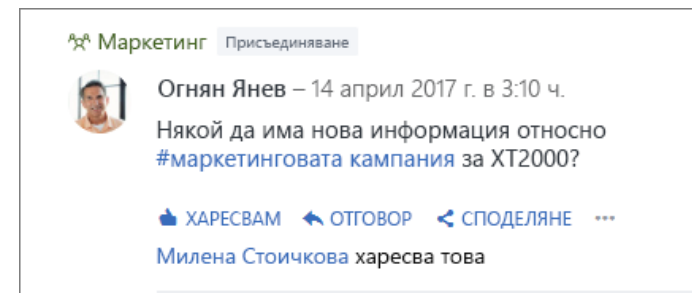 Маркетинг Присъединяване
Огнян Янев – 14 април 2017 г. в 3:10 ч.
Някой да има нова информация относно
#маркетинговата кампания за XT2000?
ХАРЕСВАМ ОТГОВОР СПОДЕЛЯНЕ ...
Милена Стоичкова харесва това